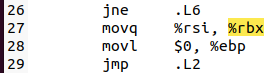 26 jne .L6
27 movq %rsi, %rbx
28 movl $0, %ebp
29 jmp .L2